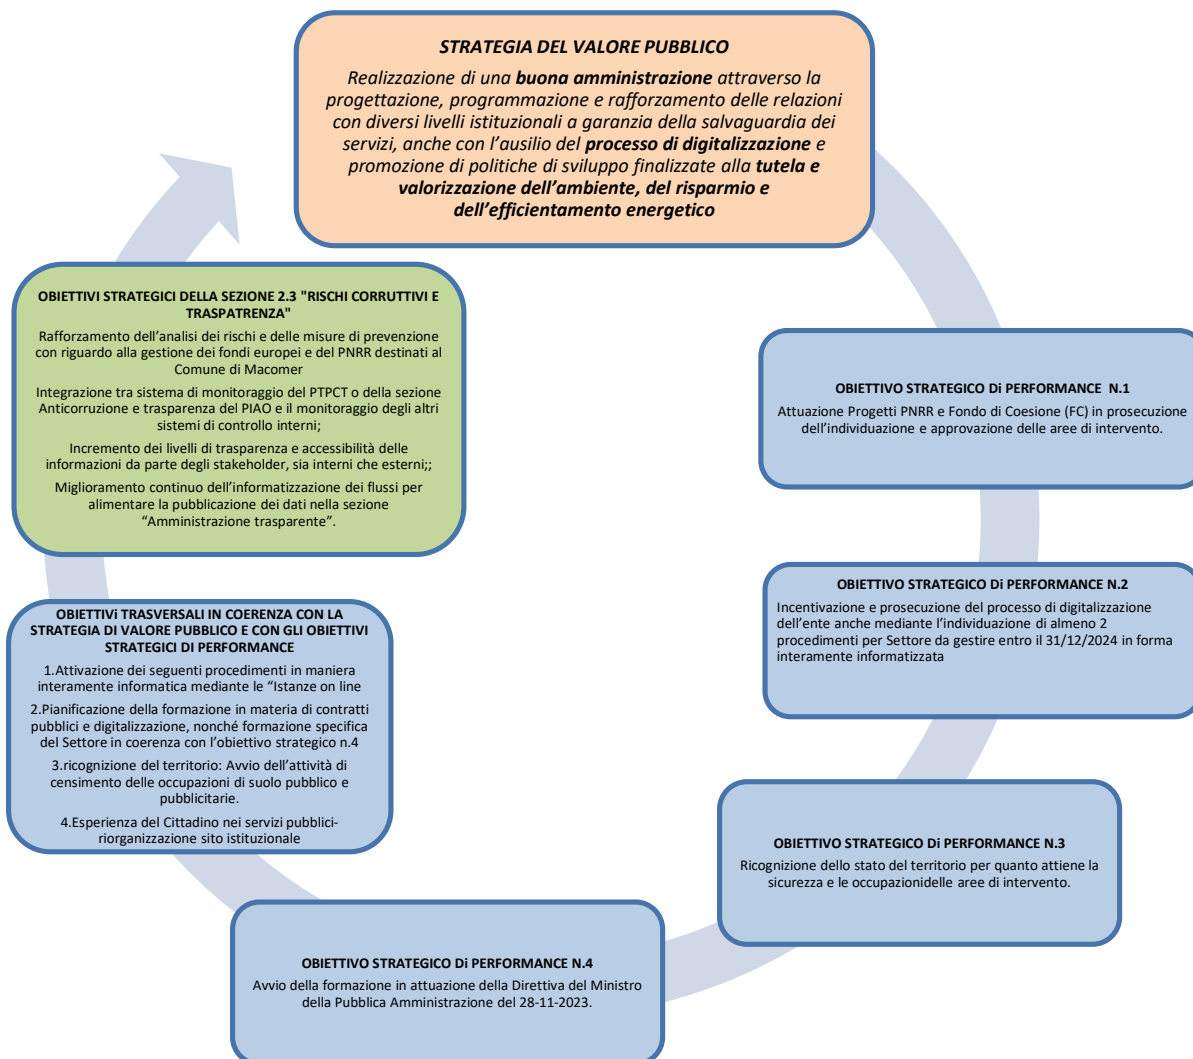 STRATEGIA DEL VALORE PUBBLICO
Realizzazione di una buona amministrazione attraverso la
progettazione, programmazione e rafforzamento delle relazioni
con diversi livelli istituzionali a garanzia della salvaguardia dei
servizi, anche con l’ausilio del processo di digitalizzazione e
promozione di politiche di sviluppo finalizzate alla tutela e
valorizzazione dell’ambiente, del risparmio e
dell’efficientamento energetico
OBIETTIVO STRATEGICO Di PERFORMANCE N.1
Attuazione Progetti PNRR e Fondo di Coesione (FC) in prosecuzione
dell’individuazione e approvazione delle aree di intervento.
OBIETTIVO STRATEGICO Di PERFORMANCE N.2
Incentivazione e prosecuzione del processo di digitalizzazione
dell’ente anche mediante l’individuazione di almeno 2
procedimenti per Settore da gestire entro il 31/12/2024 in forma
interamente informatizzata
OBIETTIVO STRATEGICO Di PERFORMANCE N.3
Ricognizione dello stato del territorio per quanto attiene la
sicurezza e le occupazionidelle aree di intervento.
OBIETTIVO STRATEGICO Di PERFORMANCE N.4
Avvio della formazione in attuazione della Direttiva del Ministro
della Pubblica Amministrazione del 28-11-2023.
OBIETTIVi TRASVERSALI IN COERENZA CON LA
STRATEGIA DI VALORE PUBBLICO E CON GLI OBIETTIVI
STRATEGICI DI PERFORMANCE
1.Attivazione dei seguenti procedimenti in maniera
interamente informatica mediante le “Istanze on line
2.Pianificazione della formazione in materia di contratti
pubblici e digitalizzazione, nonché formazione specifica
del Settore in coerenza con l’obiettivo strategico n.4
3.ricognizione del territorio: Avvio dell’attività di
censimento delle occupazioni di suolo pubblico e
pubblicitarie.
4.Esperienza del Cittadino nei servizi pubblici-
riorganizzazione sito istituzionale
OBIETTIVI STRATEGICI DELLA SEZIONE 2.3 "RISCHI CORRUTTIVI E
TRASPATRENZA"
Rafforzamento dell’analisi dei rischi e delle misure di prevenzione
con riguardo alla gestione dei fondi europei e del PNRR destinati al
Comune di Macomer
Integrazione tra sistema di monitoraggio del PTPCT o della sezione
Anticorruzione e trasparenza del PIAO e il monitoraggio degli altri
sistemi di controllo interni;
Incremento dei livelli di trasparenza e accessibilità delle
informazioni da parte degli stakeholder, sia interni che esterni;;
Miglioramento continuo dell’informatizzazione dei flussi per
alimentare la pubblicazione dei dati nella sezione
“Amministrazione trasparente”.